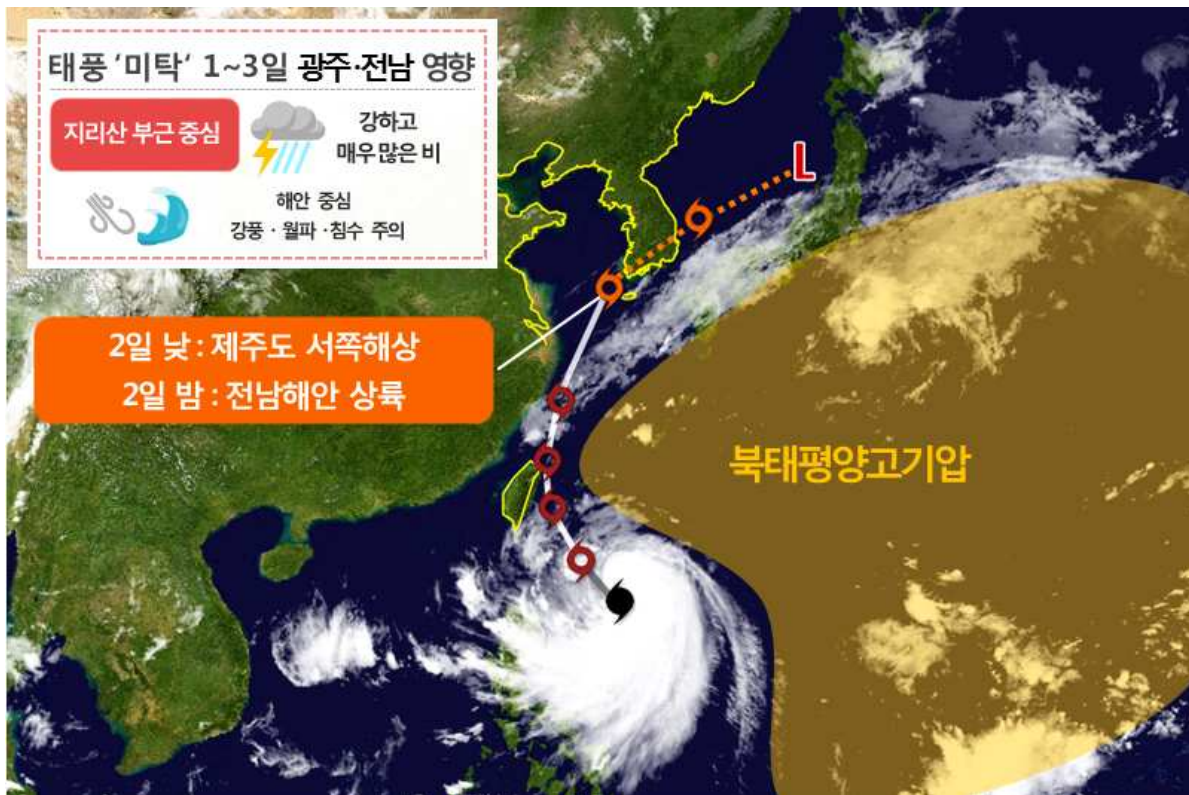 태풍 '미탁' 1~3일 광주·전남 영향
지리산 부근 중심
강하고
매우 많은 비
해안 중심
강풍 · 월파 · 침수 주의
2일 낮 : 제주도 서쪽해상
2일 밤 : 전남해안 상륙
L
북태평양고기압